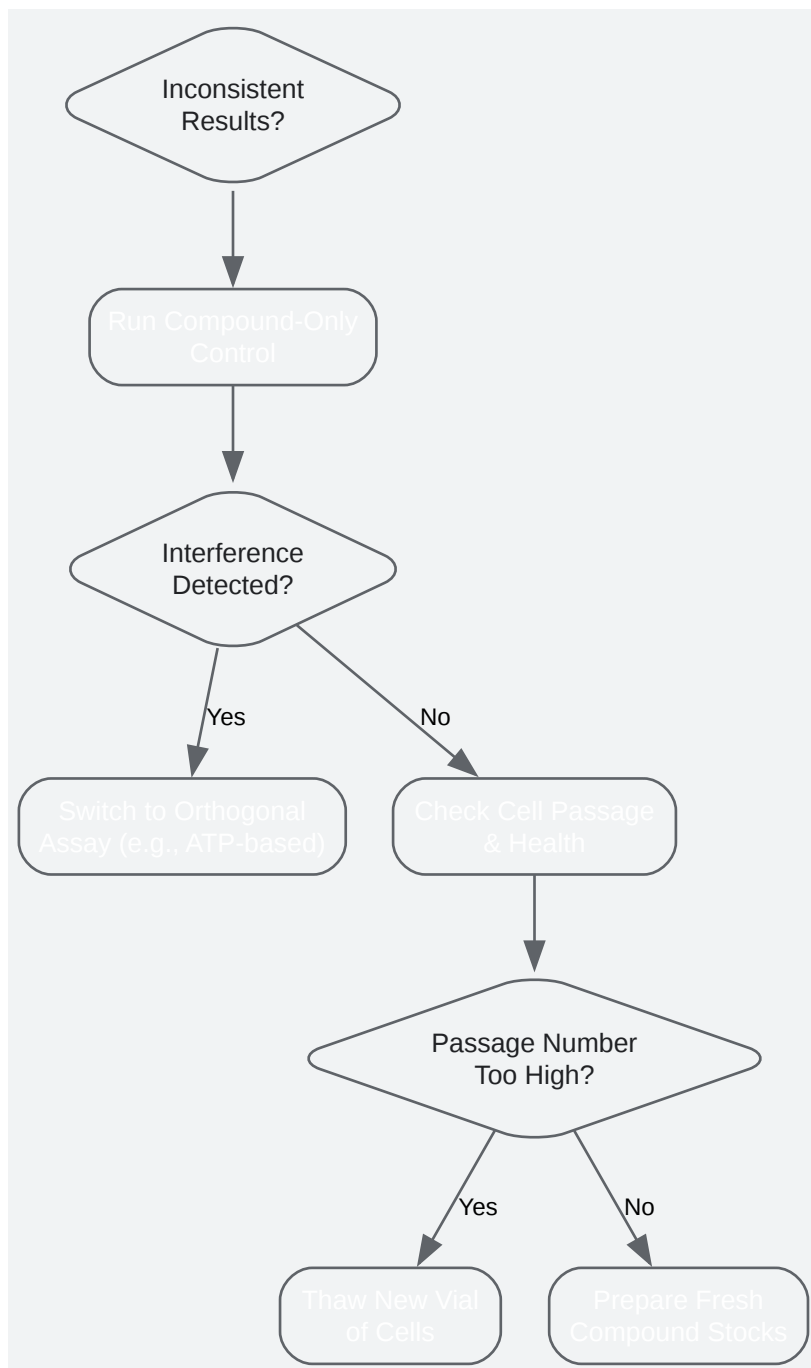 Inconsistent
Results?
Run Compound-Only
Control
Interference
Detected?
Yes
No
Switch to Orthogonal
Assay (e.g., ATP-based)
Check Cell Passage
& Health
Passage Number
Too High?
Yes
No
Thaw New Vial
of Cells
Prepare Fresh
Compound Stocks